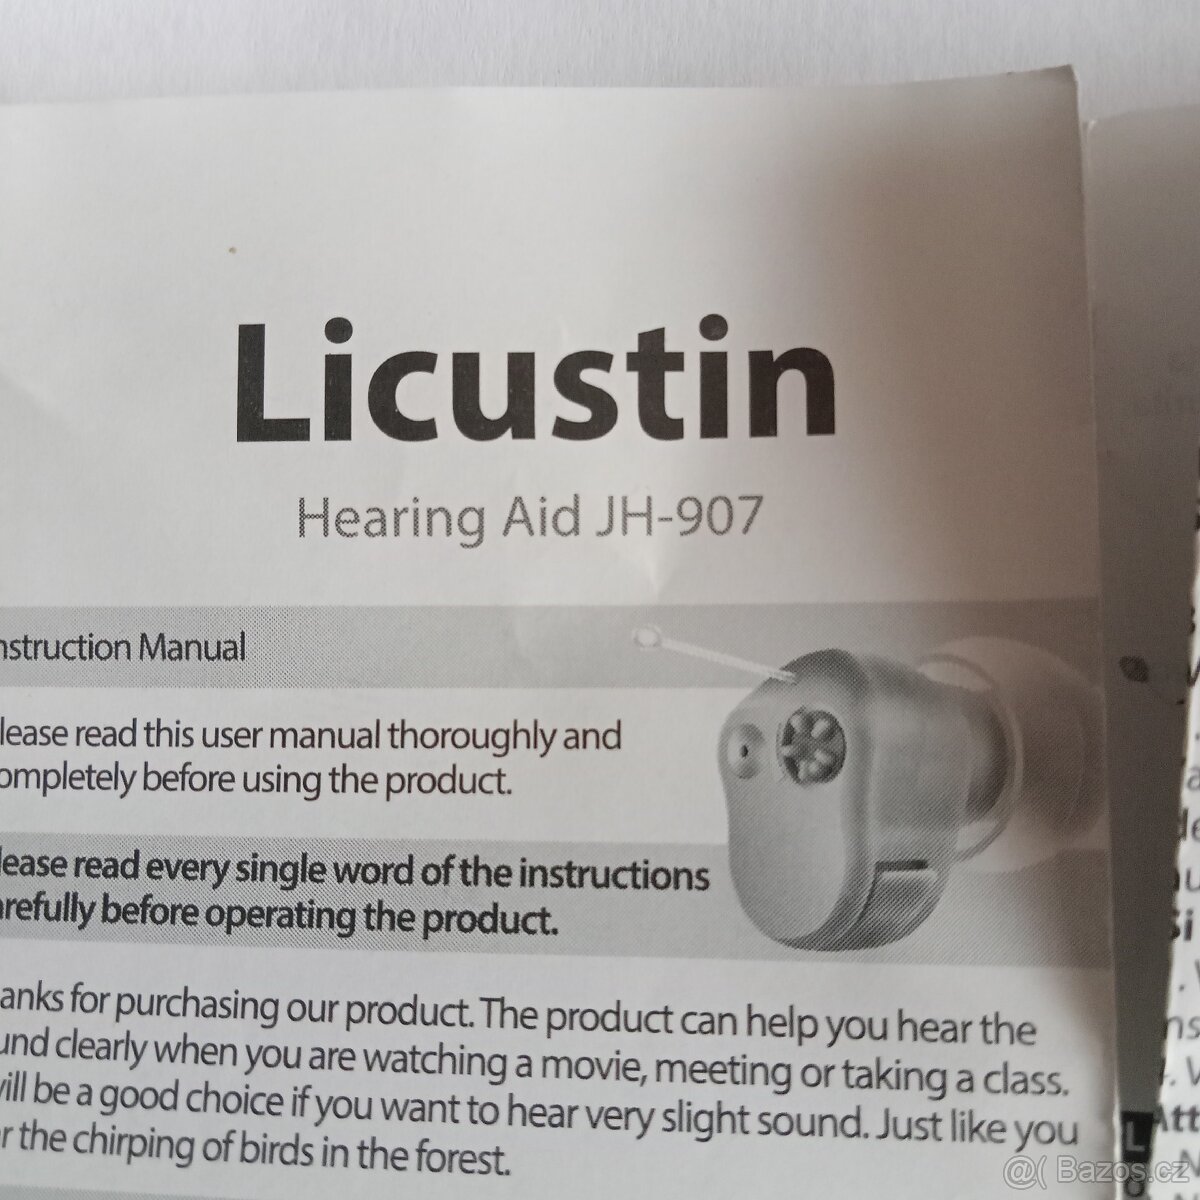 Licustin
Hearing Aid JH-907
nstruction Manual
lease read this user manual thoroughly and
ompletely before using the product.
lease read every single word of the instructions
arefully before operating the product.
anks for purchasing our product. The product can help you hear the
und clearly when you are watching a movie, meeting or taking a class.
will be a good choice if you want to hear very slight sound. Just like you
r the chirping of birds in the forest.
@( Bazos.cz